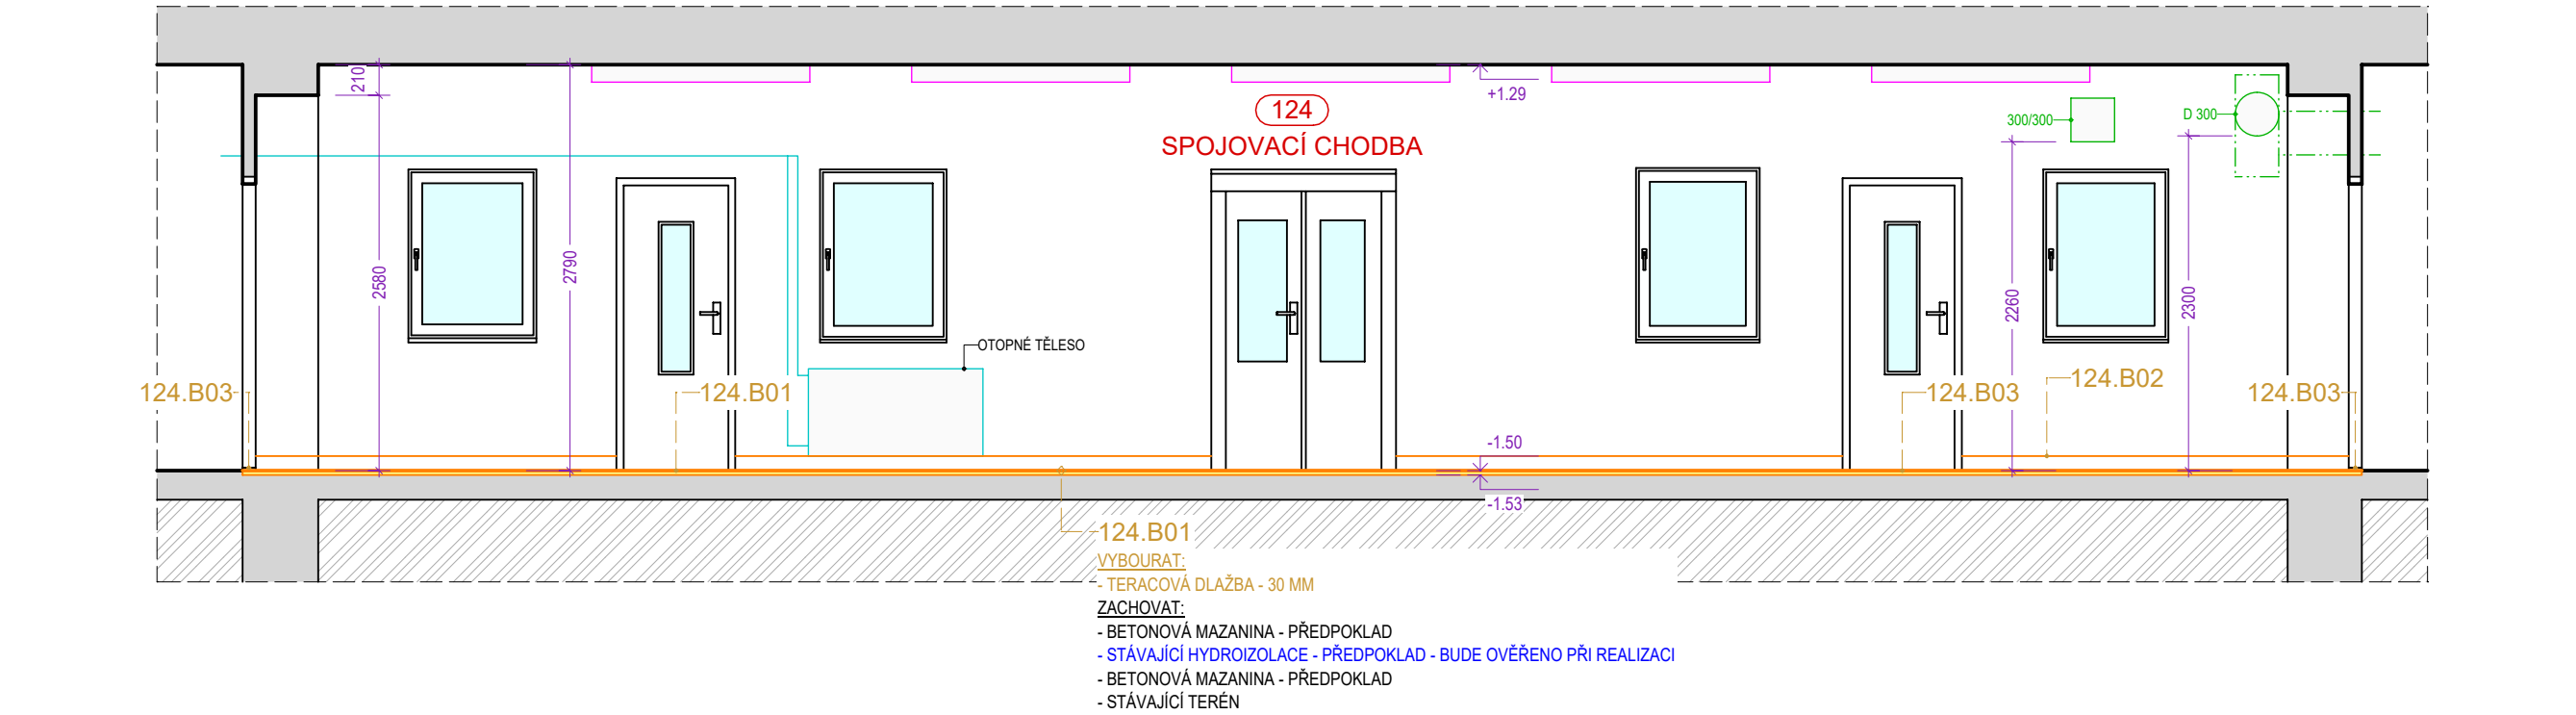 210
+1.29
124
SPOJOVACÍ CHODBA
300/300
D 300
2580
2790
2260
2300
OTOPNÉ TĚLESO
124.B03
124.B01
124.B03
124.B02
124.B03
-1.50
-1.53
124.B01
VYBOURAT:
- TERACOVÁ DLAŽBA - 30 MM
ZACHOVAT:
- BETONOVÁ MAZANINA - PŘEDPOKLAD
- STÁVAJÍCÍ HYDROIZOLACE - PŘEDPOKLAD - BUDE OVĚŘENO PŘI REALIZACI
- BETONOVÁ MAZANINA - PŘEDPOKLAD
- STÁVAJÍCÍ TERÉN